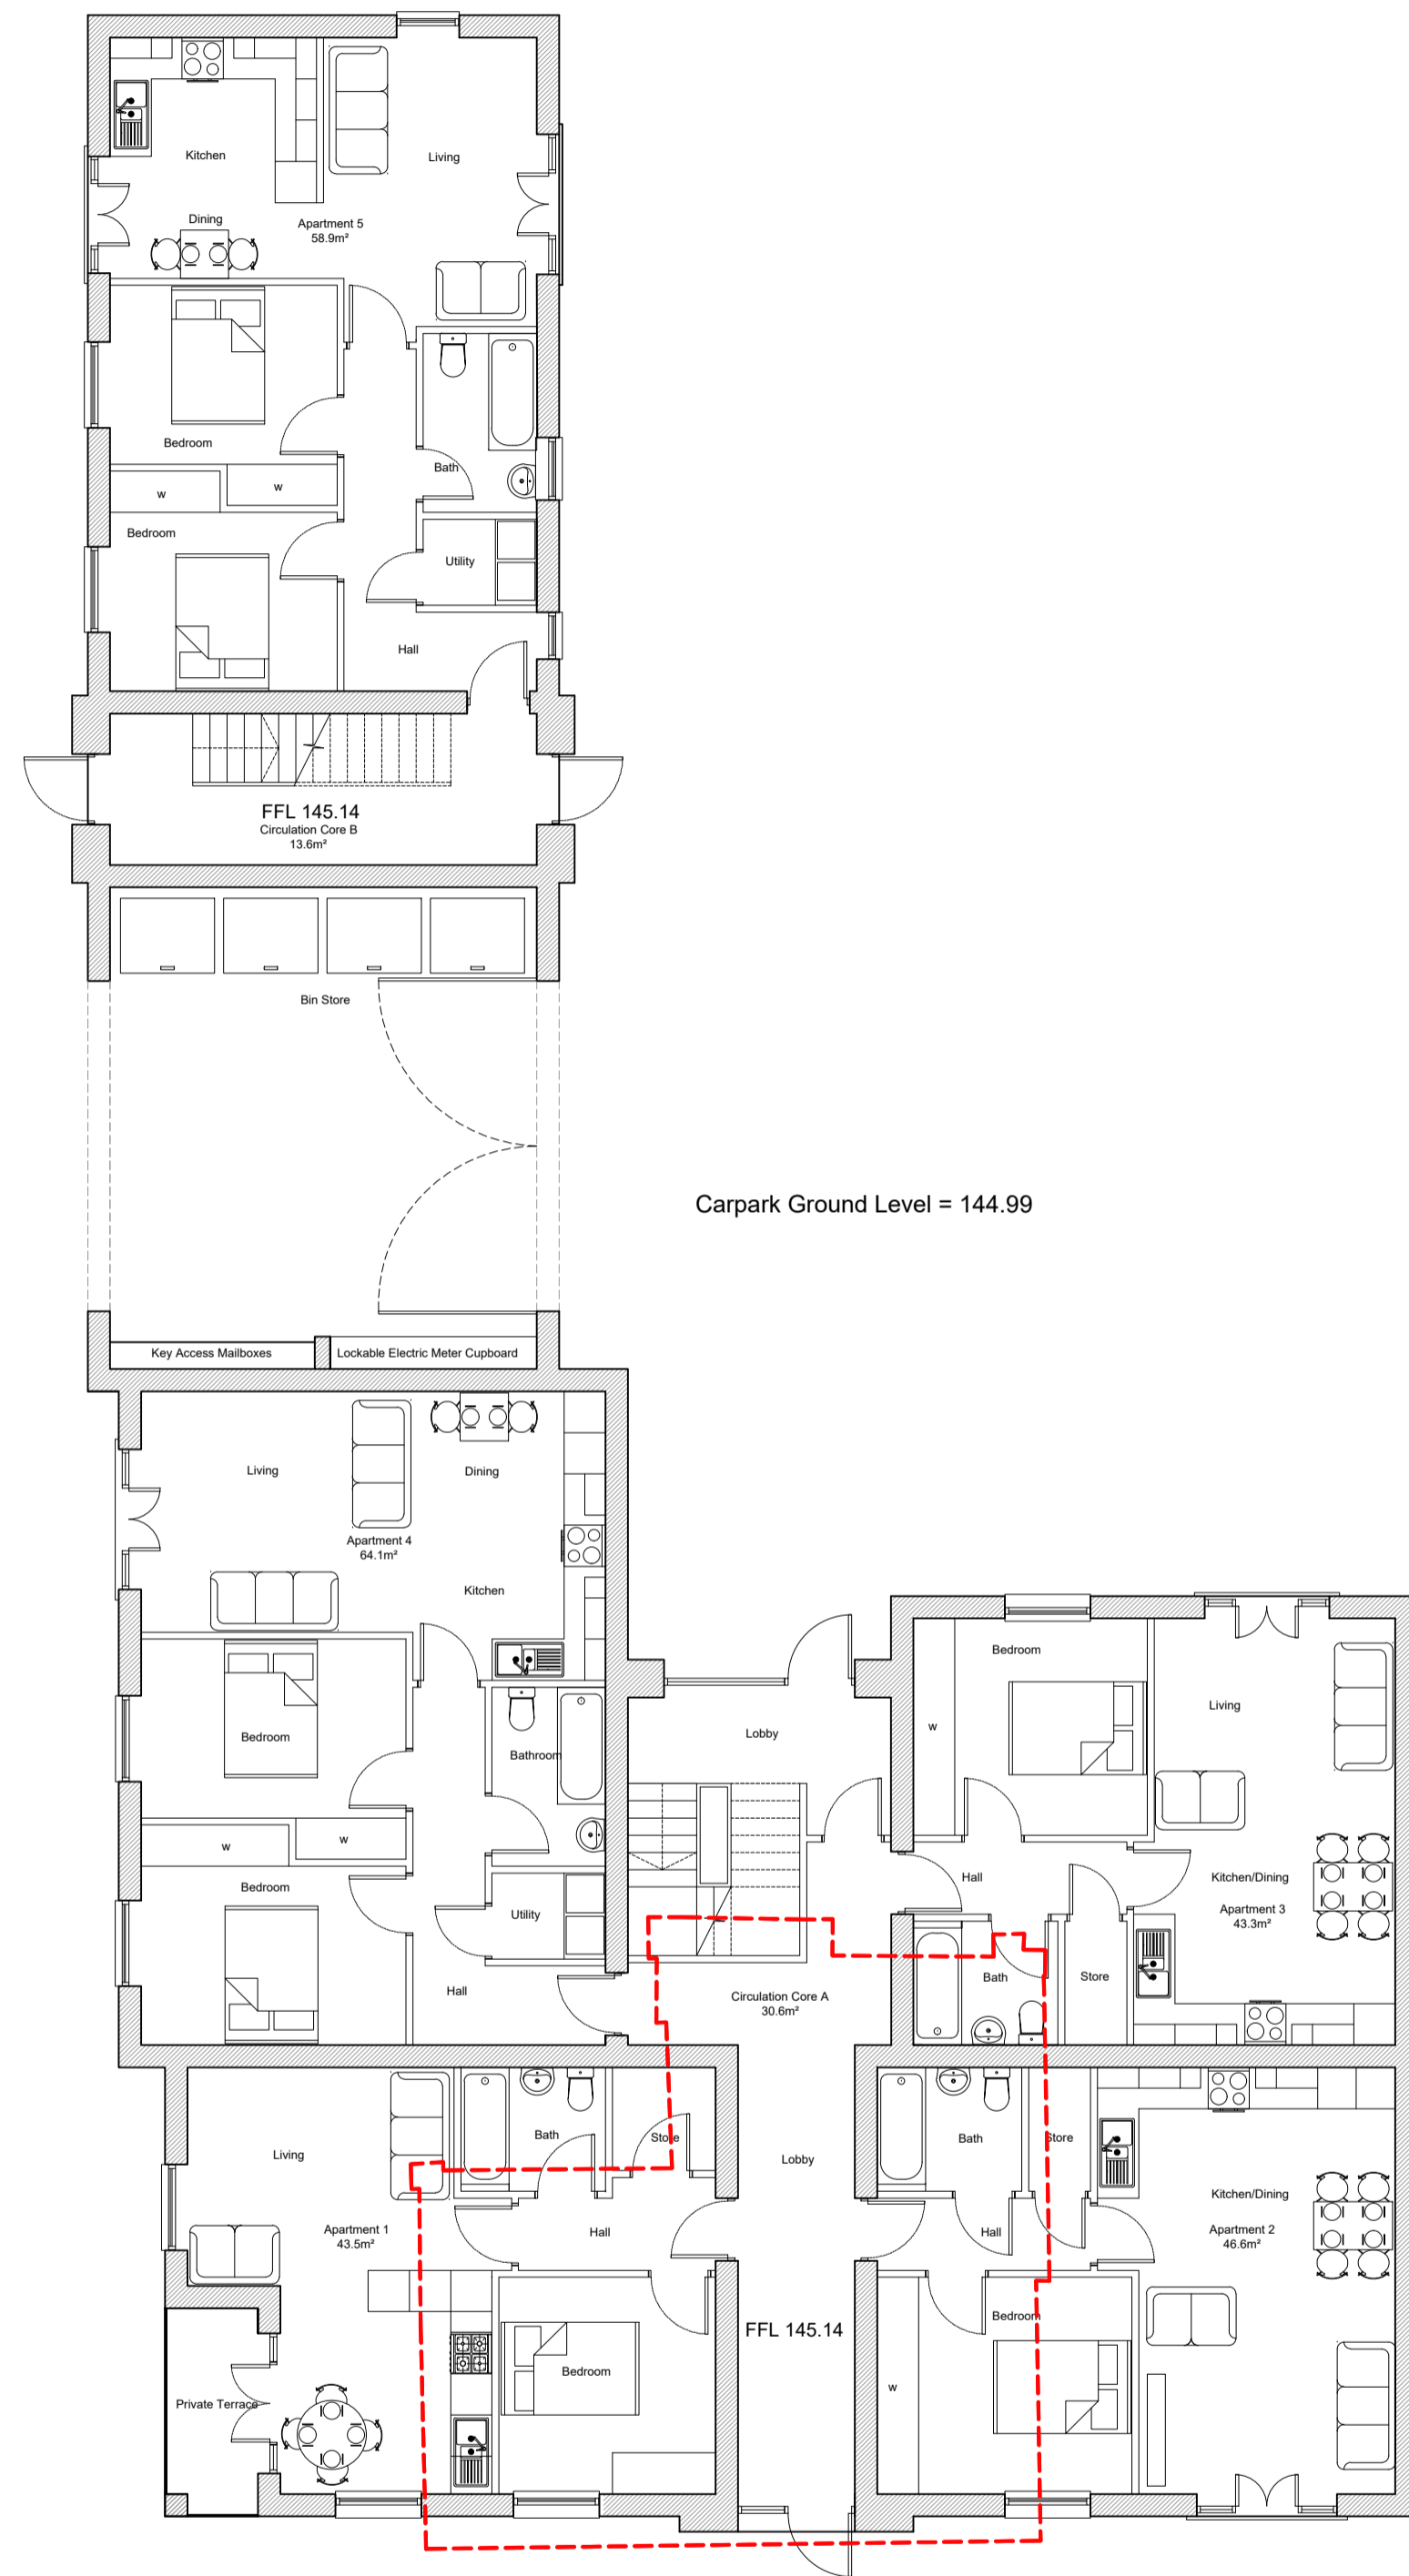 Kitchen
Living
Dining
Apartment 5
58.9m²
Bedroom
w
w
Bath
Bedroom
Utility
Hall
FFL 145.14
Circulation Core B
13.6m²
Bin Store
Carpark Ground Level = 144.99
Key Access Mailboxes
Lockable Electric Meter Cupboard
Living
Dining
Apartment 4
64.1m²
Kitchen
Bedroom
Bathroom
w
w
Bedroom
Utility
Hall
Lobby
Bedroom
Living
w
Hall
Kitchen/Dining
Apartment 3
43.3m²
Bath
Store
Circulation Core A
30.6m²
Living
Bath
Store
Lobby
Bath
Store
Apartment 1
43.5m²
Hall
Hall
Kitchen/Dining
Apartment 2
46.6m²
FFL 145.14
Bedroom
Bedroom
w
Private Terrace